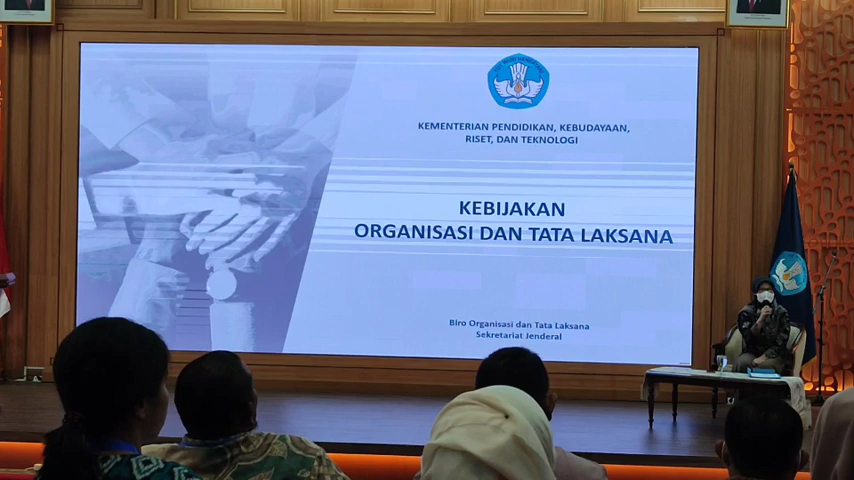 KEMENTERIAN PENDIDIKAN, KEBUDAYAAN,
RISET, DAN TEKNOLOGI
KEBIJAKAN
ORGANISASI DAN TATA LAKSANA
Biro Organisasi dan Tata Laksana
Sekretariat Jenderal